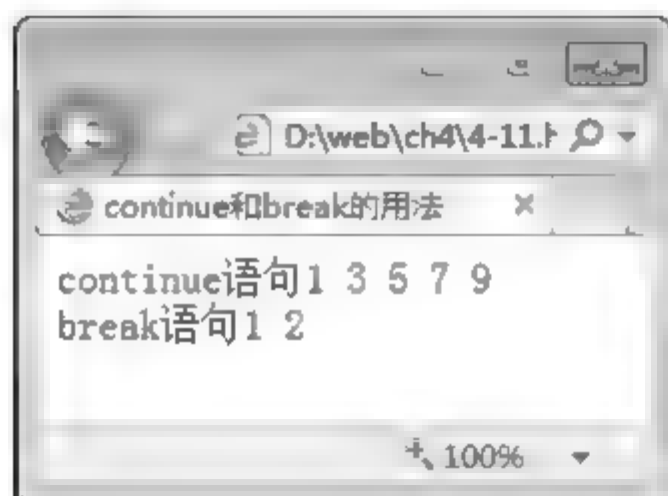 D:\web\ch4\4-11.h
continue和break的用法
continue语句1 3 5 7 9
break语句1 2
100%